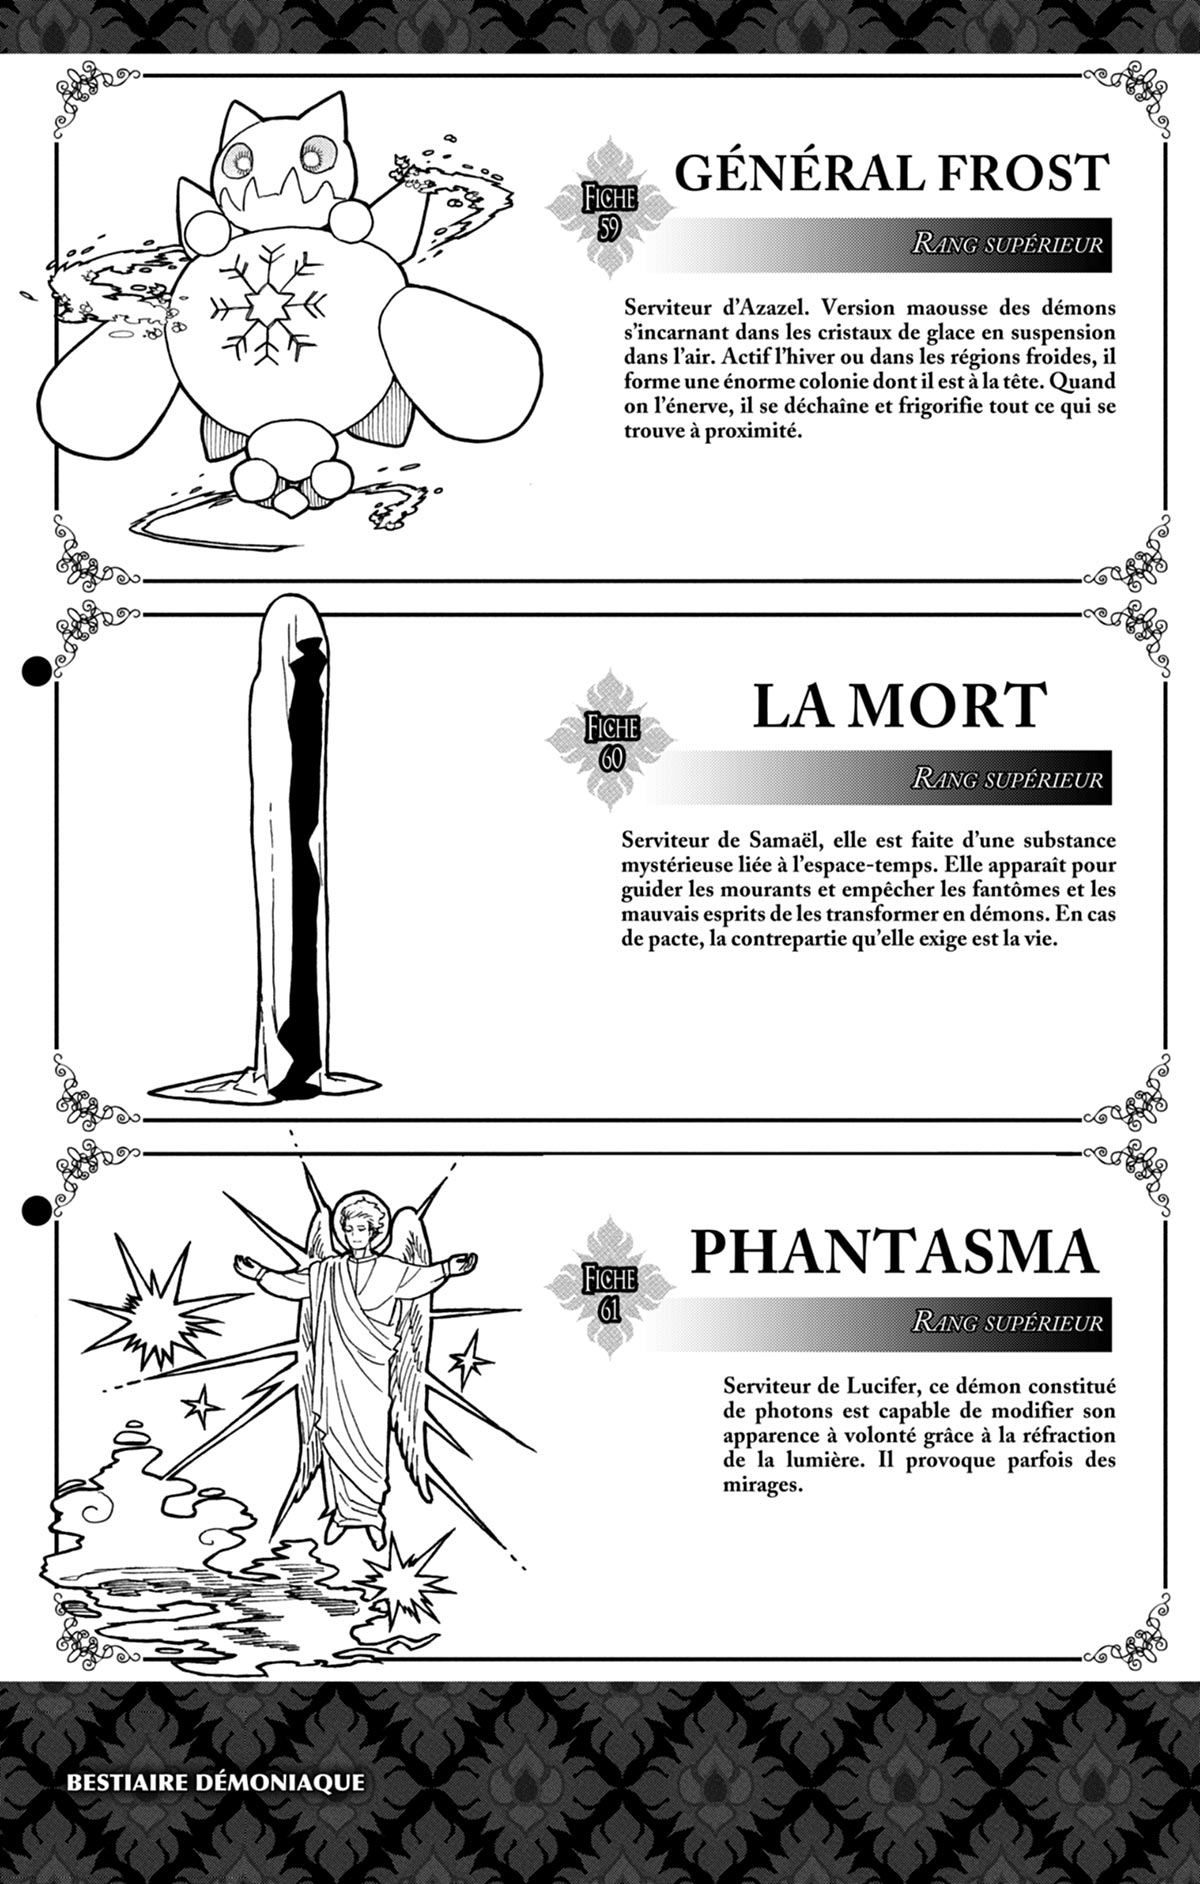 FICHE
59
GÉNÉRAL FROST
RANG SUPÉRIEUR
Serviteur d'Azazel. Version maousse des démons
s'incarnant dans les cristaux de glace en suspension
dans l'air. Actif l'hiver ou dans les régions froides, il
forme une énorme colonie dont il est à la tête. Quand
on l'énerve, il se déchaîne et frigorifie tout ce qui se
trouve à proximité.
FICHE
60
LA MORT
RANG SUPÉRIEUR
Serviteur de Samaël, elle est faite d'une substance
mystérieuse liée à l'espace-temps. Elle apparaît pour
guider les mourants et empêcher les fantômes et les
mauvais esprits de les transformer en démons. En cas
de pacte, la contrepartie qu'elle exige est la vie.
FICHE
61
PHANTASMA
RANG SUPÉRIEUR
Serviteur de Lucifer, ce démon constitué
de photons est capable de modifier son
apparence à volonté grâce à la réfraction
de la lumière. Il provoque parfois des
mirages.
BESTIAIRE DÉMONIAQUE